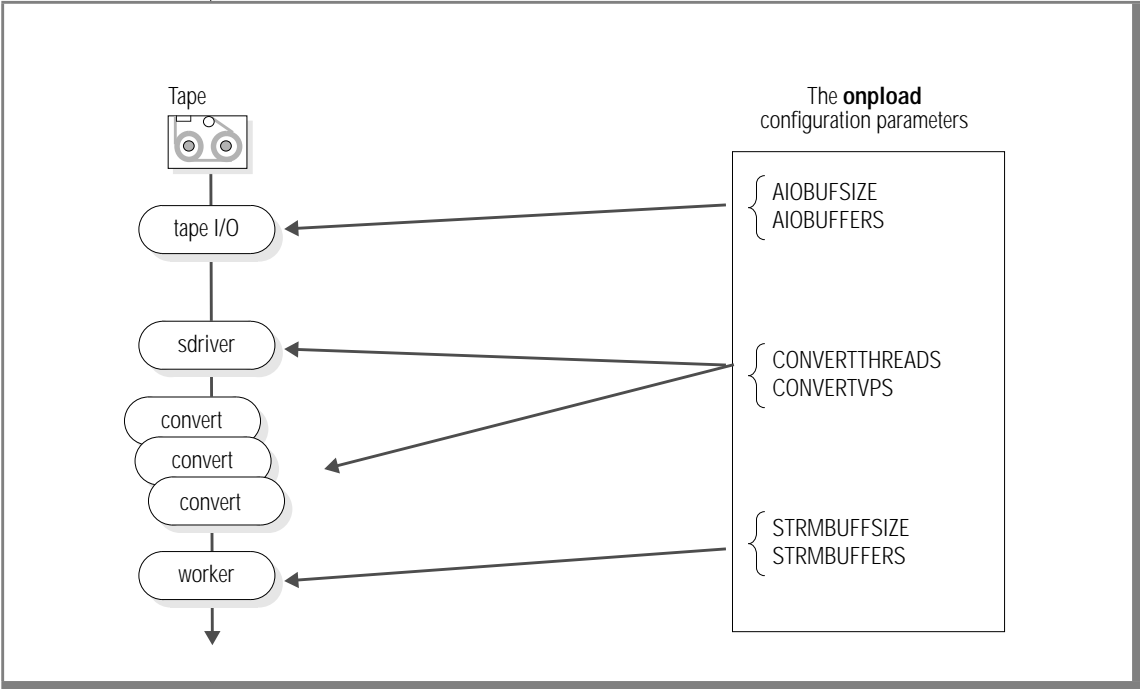 Tape
tape I/O
sdriver
convert
convert
convert
worker
The onpload
configuration parameters
AIOBUFSIZE
AIOBUFFERS
CONVERTTHREADS
CONVERTVPS
STRMBUFFSIZE
STRMBUFFERS